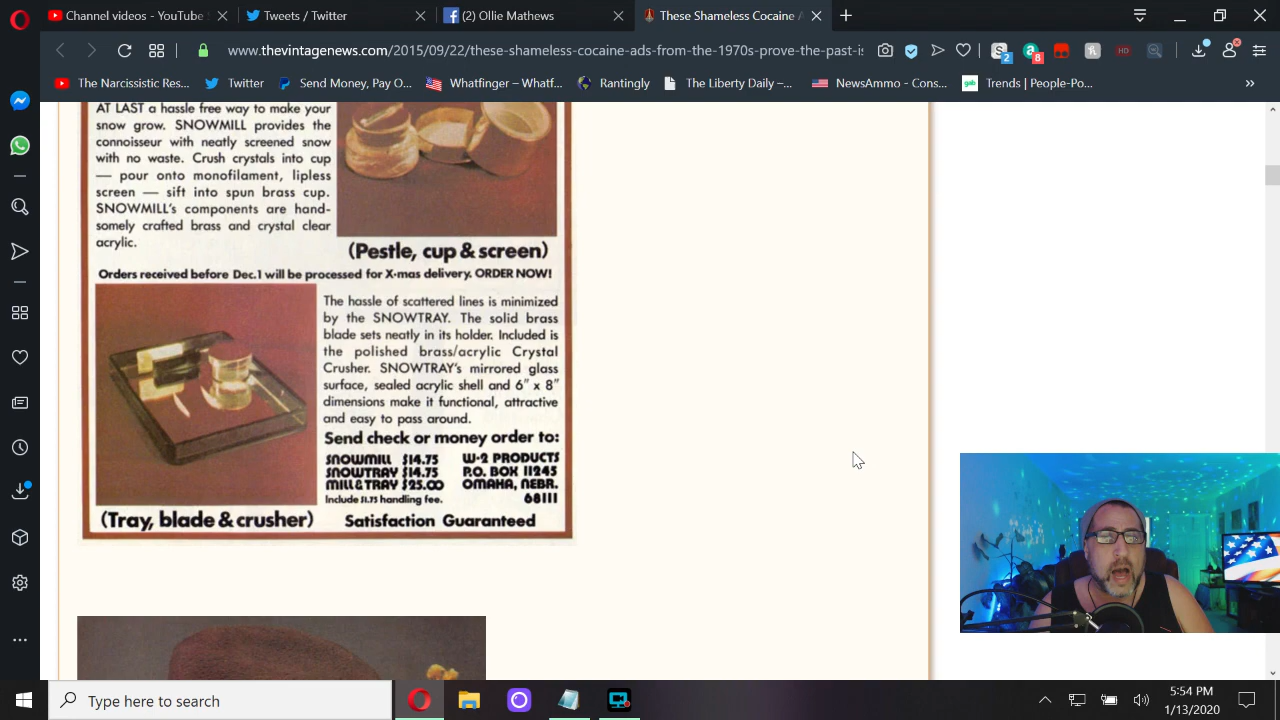 Channel videos - YouTube
Tweets / Twitter
(2) Ollie Mathews
These Shameless Cocaine A
www.thevintagenews.com/2015/09/22/these-shameless-cocaine-ads-from-the-1970s-prove-the-past-is
2
8
HD
The Narcissistic Res...
Twitter
Send Money, Pay O...
Whatfinger – Whatf...
Rantingly
The Liberty Daily –...
NewsAmmo - Cons...
gab
Trends | People-Po...
AT LAST a hassle free way to make your
snow grow. SNOWMILL provides the
connoisseur with neatly screened snow
with no waste. Crush crystals into cup
— pour onto monofilament, lipless
screen — sift into spun brass cup.
SNOWMILL's components are hand-
somely crafted brass and crystal clear
acrylic.
(Pestle, cup & screen)
Orders received before Dec.1 will be processed for X-mas delivery. ORDER NOW!
The hassle of scattered lines is minimized
by the SNOWTRAY. The solid brass
blade sets neatly in its holder. Included is
the polished brass/acrylic Crystal
Crusher. SNOWTRAY's mirrored glass
surface, sealed acrylic shell and 6" x 8"
dimensions make it functional, attractive
and easy to pass around.
Send check or money order to:
SNOWMILL $14.75
SNOWTRAY $14.75
MILL & TRAY $25.00
Include $1.75 handling fee.
W-2 PRODUCTS
P.O. BOX 11245
OMAHA, NEBR.
68111
(Tray, blade & crusher)
Satisfaction Guaranteed
Type here to search
5:54 PM
1/13/2020